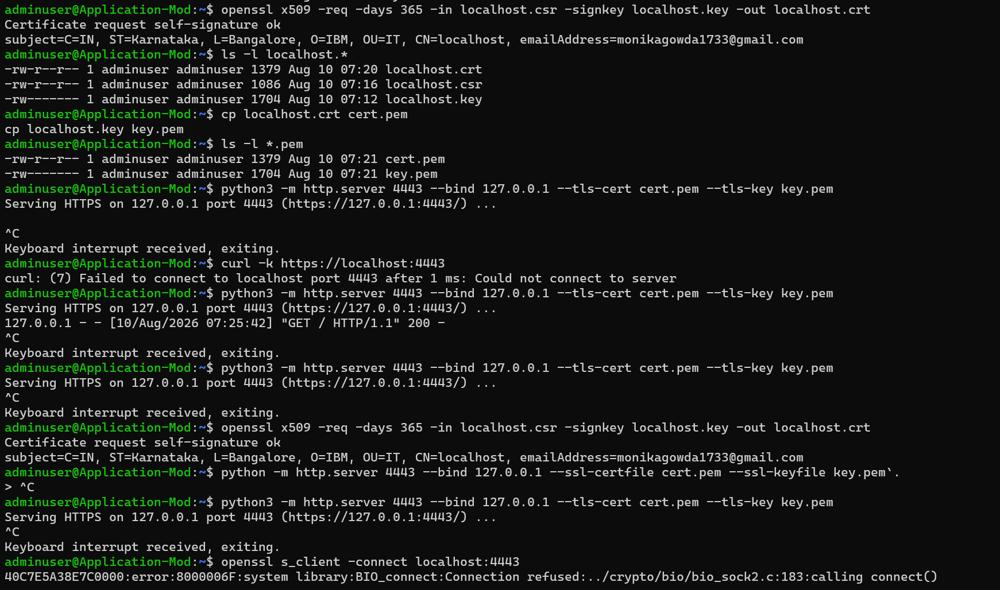 adminuser@Application-Mod:~$ openssl x509 -req -days 365 -in localhost.csr -signkey localhost.key -out localhost.crt
Certificate request self-signature ok
subject=C=IN, ST=Karnataka, L=Bangalore, O=IBM, OU=IT, CN=localhost, emailAddress=monikagowda1733@gmail.com
adminuser@Application-Mod:~$ ls -l localhost.*
-rw-r--r-- 1 adminuser adminuser 1379 Aug 10 07:20 localhost.crt
-rw-r--r-- 1 adminuser adminuser 1086 Aug 10 07:16 localhost.csr
-rw------- 1 adminuser adminuser 1704 Aug 10 07:12 localhost.key
adminuser@Application-Mod:~$ cp localhost.crt cert.pem
cp localhost.key key.pem
adminuser@Application-Mod:~$ ls -l *.pem
-rw-r--r-- 1 adminuser adminuser 1379 Aug 10 07:21 cert.pem
-rw------- 1 adminuser adminuser 1704 Aug 10 07:21 key.pem
adminuser@Application-Mod:~$ python3 -m http.server 4443 --bind 127.0.0.1 --tls-cert cert.pem --tls-key key.pem
Serving HTTPS on 127.0.0.1 port 4443 (https://127.0.0.1:4443/) ...
^C
Keyboard interrupt received, exiting.
adminuser@Application-Mod:~$ curl -k https://localhost:4443
curl: (7) Failed to connect to localhost port 4443 after 1 ms: Could not connect to server
adminuser@Application-Mod:~$ python3 -m http.server 4443 --bind 127.0.0.1 --tls-cert cert.pem --tls-key key.pem
Serving HTTPS on 127.0.0.1 port 4443 (https://127.0.0.1:4443/) ...
127.0.0.1 - - [10/Aug/2026 07:25:42] "GET / HTTP/1.1" 200 -
^C
Keyboard interrupt received, exiting.
adminuser@Application-Mod:~$ python3 -m http.server 4443 --bind 127.0.0.1 --tls-cert cert.pem --tls-key key.pem
Serving HTTPS on 127.0.0.1 port 4443 (https://127.0.0.1:4443/) ...
^C
Keyboard interrupt received, exiting.
adminuser@Application-Mod:~$ openssl x509 -req -days 365 -in localhost.csr -signkey localhost.key -out localhost.crt
Certificate request self-signature ok
subject=C=IN, ST=Karnataka, L=Bangalore, O=IBM, OU=IT, CN=localhost, emailAddress=monikagowda1733@gmail.com
adminuser@Application-Mod:~$ python -m http.server 4443 --bind 127.0.0.1 --ssl-certfile cert.pem --ssl-keyfile key.pem`.
> ^C
adminuser@Application-Mod:~$ python3 -m http.server 4443 --bind 127.0.0.1 --tls-cert cert.pem --tls-key key.pem
Serving HTTPS on 127.0.0.1 port 4443 (https://127.0.0.1:4443/) ...
^C
Keyboard interrupt received, exiting.
adminuser@Application-Mod:~$ openssl s_client -connect localhost:4443
40C7E5A38E7C0000:error:8000006F:system library:BIO_connect:Connection refused:../crypto/bio/bio_sock2.c:183:calling connect()